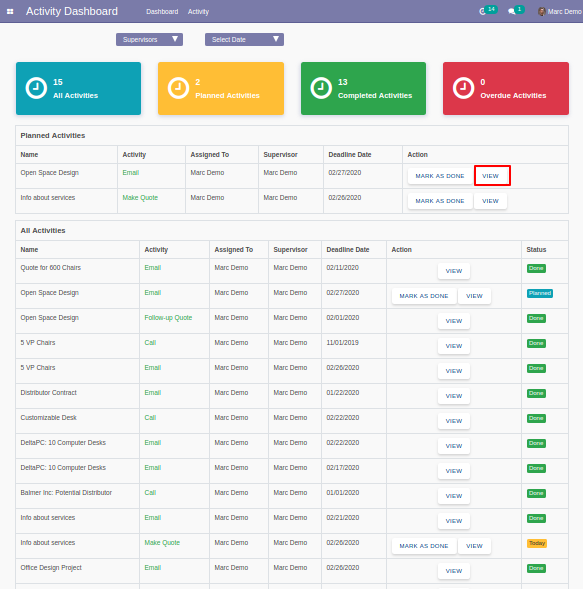 Activity Dashboard Dashboard Activity 14 1 Marc Demo
Supervisors Select Date
15 All Activities
2 Planned Activities
13 Completed Activities
0 Overdue Activities
Planned Activities
Name Activity Assigned To Supervisor Deadline Date Action
Open Space Design Email Marc Demo Marc Demo 02/27/2020 MARK AS DONE VIEW
Info about services Make Quote Marc Demo Marc Demo 02/26/2020 MARK AS DONE VIEW
All Activities
Name Activity Assigned To Supervisor Deadline Date Action Status
Quote for 600 Chairs Email Marc Demo Marc Demo 02/11/2020 VIEW Done
Open Space Design Email Marc Demo Marc Demo 02/27/2020 MARK AS DONE VIEW Planned
Open Space Design Follow-up Quote Marc Demo Marc Demo 02/01/2020 VIEW Done
5 VP Chairs Call Marc Demo Marc Demo 11/01/2019 VIEW Done
5 VP Chairs Email Marc Demo Marc Demo 02/26/2020 VIEW Done
Distributor Contract Email Marc Demo Marc Demo 01/22/2020 VIEW Done
Customizable Desk Call Marc Demo Marc Demo 02/22/2020 VIEW Done
DeltaPC: 10 Computer Desks Email Marc Demo Marc Demo 02/22/2020 VIEW Done
DeltaPC: 10 Computer Desks Email Marc Demo Marc Demo 02/17/2020 VIEW Done
Balmer Inc: Potential Distributor Call Marc Demo Marc Demo 01/01/2020 VIEW Done
Info about services Email Marc Demo Marc Demo 02/21/2020 VIEW Done
Info about services Make Quote Marc Demo Marc Demo 02/26/2020 MARK AS DONE VIEW Today
Office Design Project Email Marc Demo Marc Demo 02/26/2020 VIEW Done